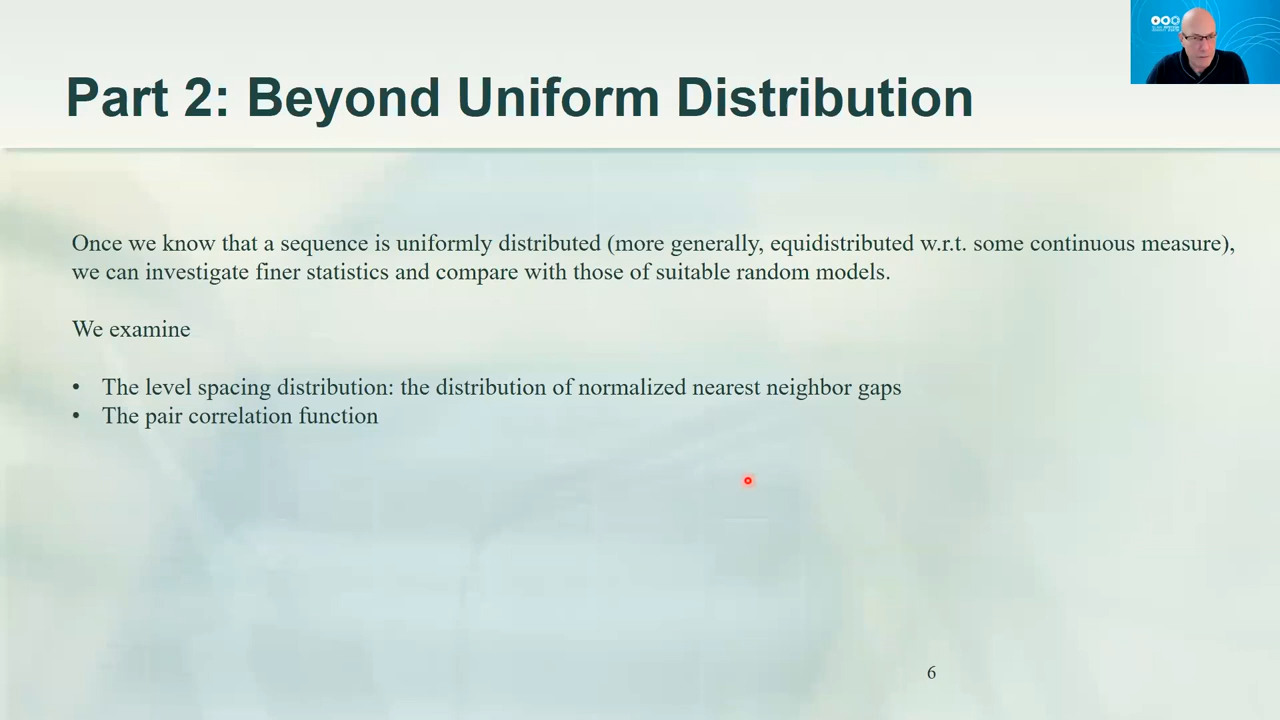 Part 2: Beyond Uniform Distribution
Once we know that a sequence is uniformly distributed (more generally, equidistributed w.r.t. some continuous measure),
we can investigate finer statistics and compare with those of suitable random models.
We examine
• The level spacing distribution: the distribution of normalized nearest neighbor gaps
• The pair correlation function
6